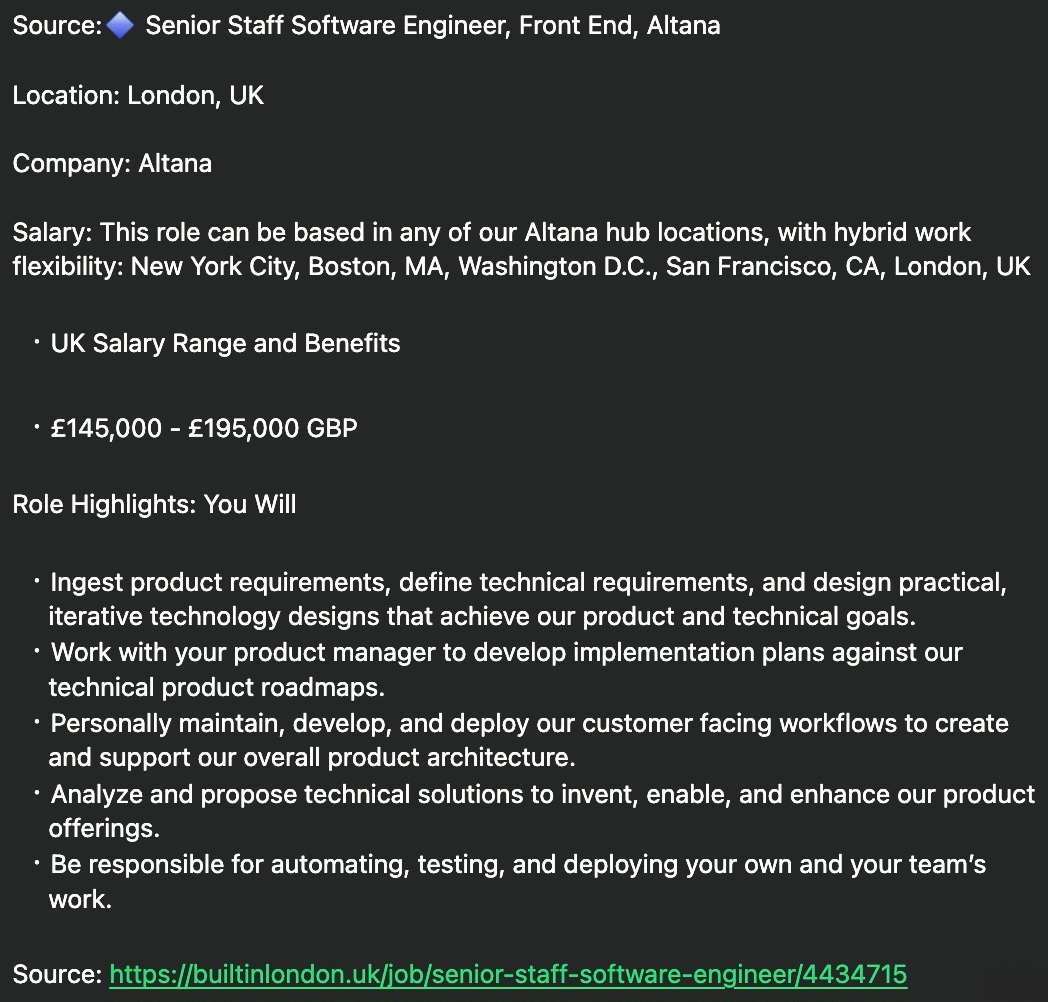 Source:🔷 Senior Staff Software Engineer, Front End, Altana
Location: London, UK
Company: Altana
Salary: This role can be based in any of our Altana hub locations, with hybrid work
flexibility: New York City, Boston, MA, Washington D.C., San Francisco, CA, London, UK
· UK Salary Range and Benefits
· £145,000 - £195,000 GBP
Role Highlights: You Will
· Ingest product requirements, define technical requirements, and design practical,
iterative technology designs that achieve our product and technical goals.
· Work with your product manager to develop implementation plans against our
technical product roadmaps.
· Personally maintain, develop, and deploy our customer facing workflows to create
and support our overall product architecture.
· Analyze and propose technical solutions to invent, enable, and enhance our product
offerings.
· Be responsible for automating, testing, and deploying your own and your team’s
work.
Source: https://builtinlondon.uk/job/senior-staff-software-engineer/4434715